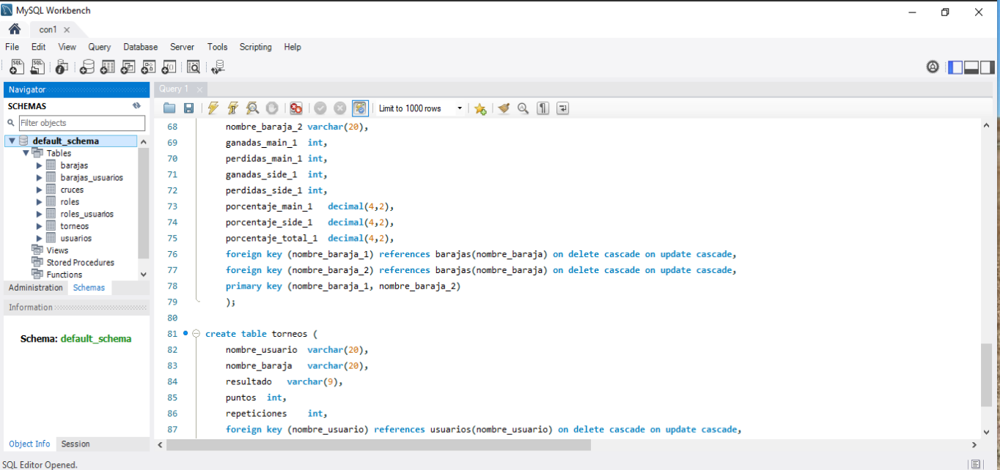 MySQL Workbench
con1
File Edit View Query Database Server Tools Scripting Help
Navigator
SCHEMAS
Filter objects
default_schema
Tables
barajas
barajas_usuarios
cruces
roles
roles_usuarios
torneos
usuarios
Views
Stored Procedures
Functions
Administration Schemas
Information
Schema: default_schema
Object Info Session
Query 1
Limit to 1000 rows
68 nombre_baraja_2 varchar(20),
69 ganadas_main_1 int,
70 perdidas_main_1 int,
71 ganadas_side_1 int,
72 perdidas_side_1 int,
73 porcentaje_main_1 decimal(4,2),
74 porcentaje_side_1 decimal(4,2),
75 porcentaje_total_1 decimal(4,2),
76 foreign key (nombre_baraja_1) references barajas(nombre_baraja) on delete cascade on update cascade,
77 foreign key (nombre_baraja_2) references barajas(nombre_baraja) on delete cascade on update cascade,
78 primary key (nombre_baraja_1, nombre_baraja_2)
79 );
80
81 create table torneos (
82 nombre_usuario varchar(20),
83 nombre_baraja varchar(20),
84 resultado varchar(9),
85 puntos int,
86 repeticiones int,
87 foreign key (nombre_usuario) references usuarios(nombre_usuario) on delete cascade on update cascade,
SQL Editor Opened.